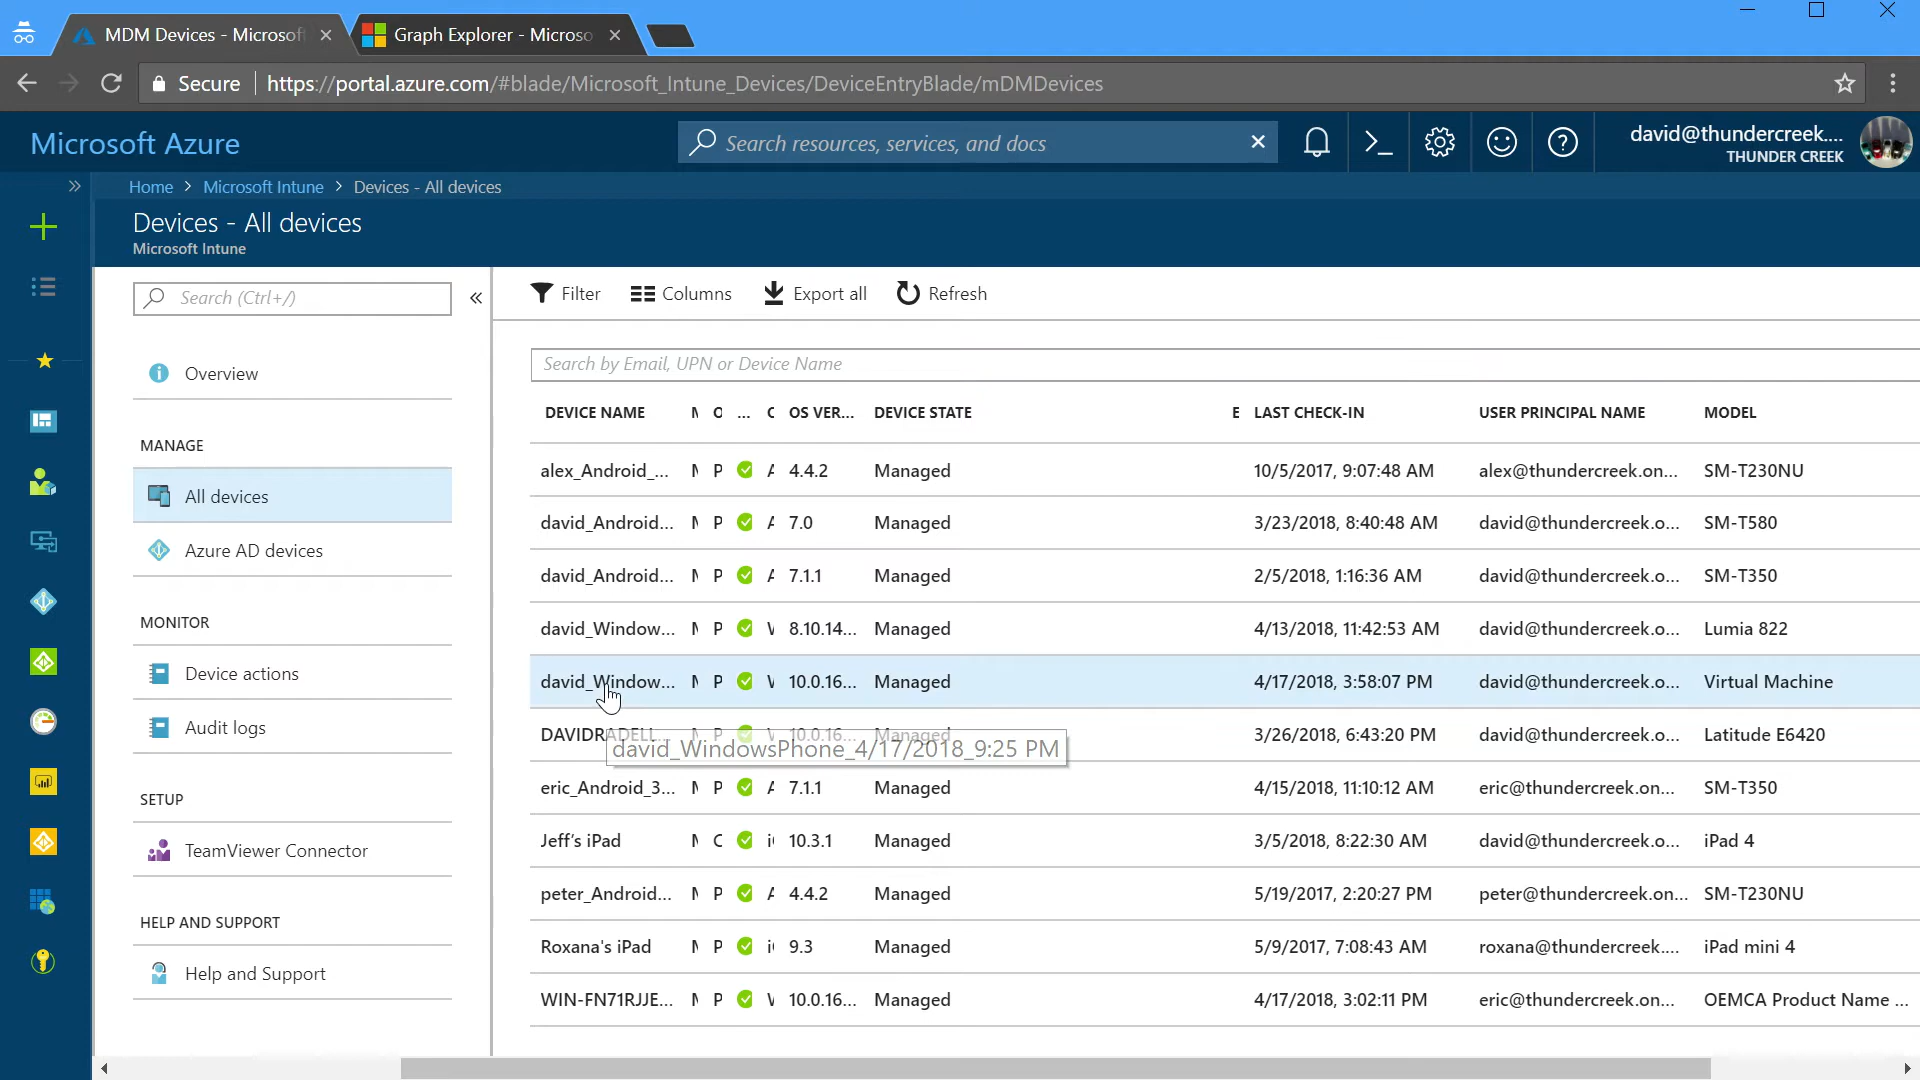 MDM Devices - Microsof
Graph Explorer - Microso
Secure
https://portal.azure.com/#blade/Microsoft_Intune_Devices/DeviceEntryBlade/mDMDevices
Microsoft Azure
Search resources, services, and docs
david@thundercreek....
THUNDER CREEK
Home > Microsoft Intune > Devices - All devices
Devices - All devices
Microsoft Intune
Search (Ctrl+/)
Overview
MANAGE
All devices
Azure AD devices
MONITOR
Device actions
Audit logs
SETUP
TeamViewer Connector
HELP AND SUPPORT
Help and Support
Filter Columns Export all Refresh
Search by Email, UPN or Device Name
DEVICE NAME M O ... C OS VER... DEVICE STATE E LAST CHECK-IN USER PRINCIPAL NAME MODEL
alex_Android_... M P A 4.4.2 Managed 10/5/2017, 9:07:48 AM alex@thundercreek.on... SM-T230NU
david_Android... M P A 7.0 Managed 3/23/2018, 8:40:48 AM david@thundercreek.o... SM-T580
david_Android... M P A 7.1.1 Managed 2/5/2018, 1:16:36 AM david@thundercreek.o... SM-T350
david_Window... M P W 8.10.14... Managed 4/13/2018, 11:42:53 AM david@thundercreek.o... Lumia 822
david_Window... M P W 10.0.16... Managed 4/17/2018, 3:58:07 PM david@thundercreek.o... Virtual Machine
DAVIDRADELL... M P W 10.0.16... Managed 3/26/2018, 6:43:20 PM david@thundercreek.o... Latitude E6420
david_WindowsPhone_4/17/2018_9:25 PM
eric_Android_3... M P A 7.1.1 Managed 4/15/2018, 11:10:12 AM eric@thundercreek.on... SM-T350
Jeff's iPad M C i 10.3.1 Managed 3/5/2018, 8:22:30 AM david@thundercreek.o... iPad 4
peter_Android... M P A 4.4.2 Managed 5/19/2017, 2:20:27 PM peter@thundercreek.on... SM-T230NU
Roxana's iPad M P i 9.3 Managed 5/9/2017, 7:08:43 AM roxana@thundercreek.... iPad mini 4
WIN-FN71RJJE... M P W 10.0.16... Managed 4/17/2018, 3:02:11 PM eric@thundercreek.on... OEMCA Product Name ...